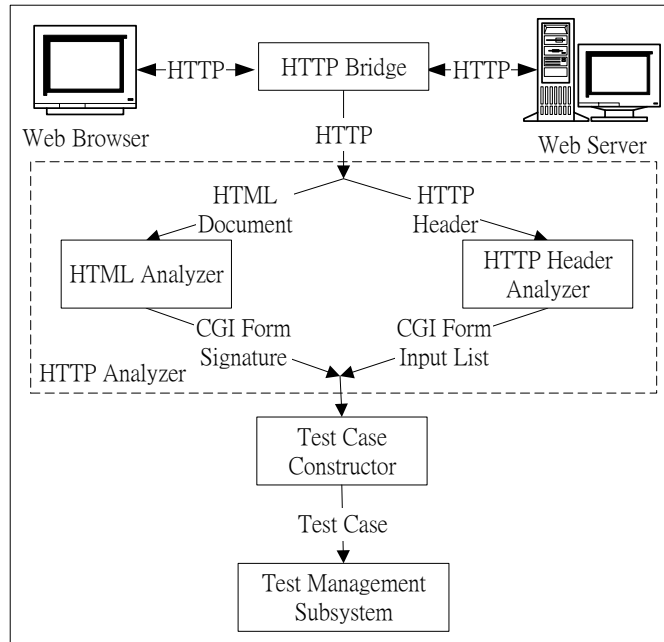 HTTP
HTTP Bridge
HTTP
Web Browser
Web Server
HTTP
HTML
Document
HTTP
Header
HTML Analyzer
HTTP Header
Analyzer
CGI Form
Signature
CGI Form
Input List
HTTP Analyzer
Test Case
Constructor
Test Case
Test Management
Subsystem